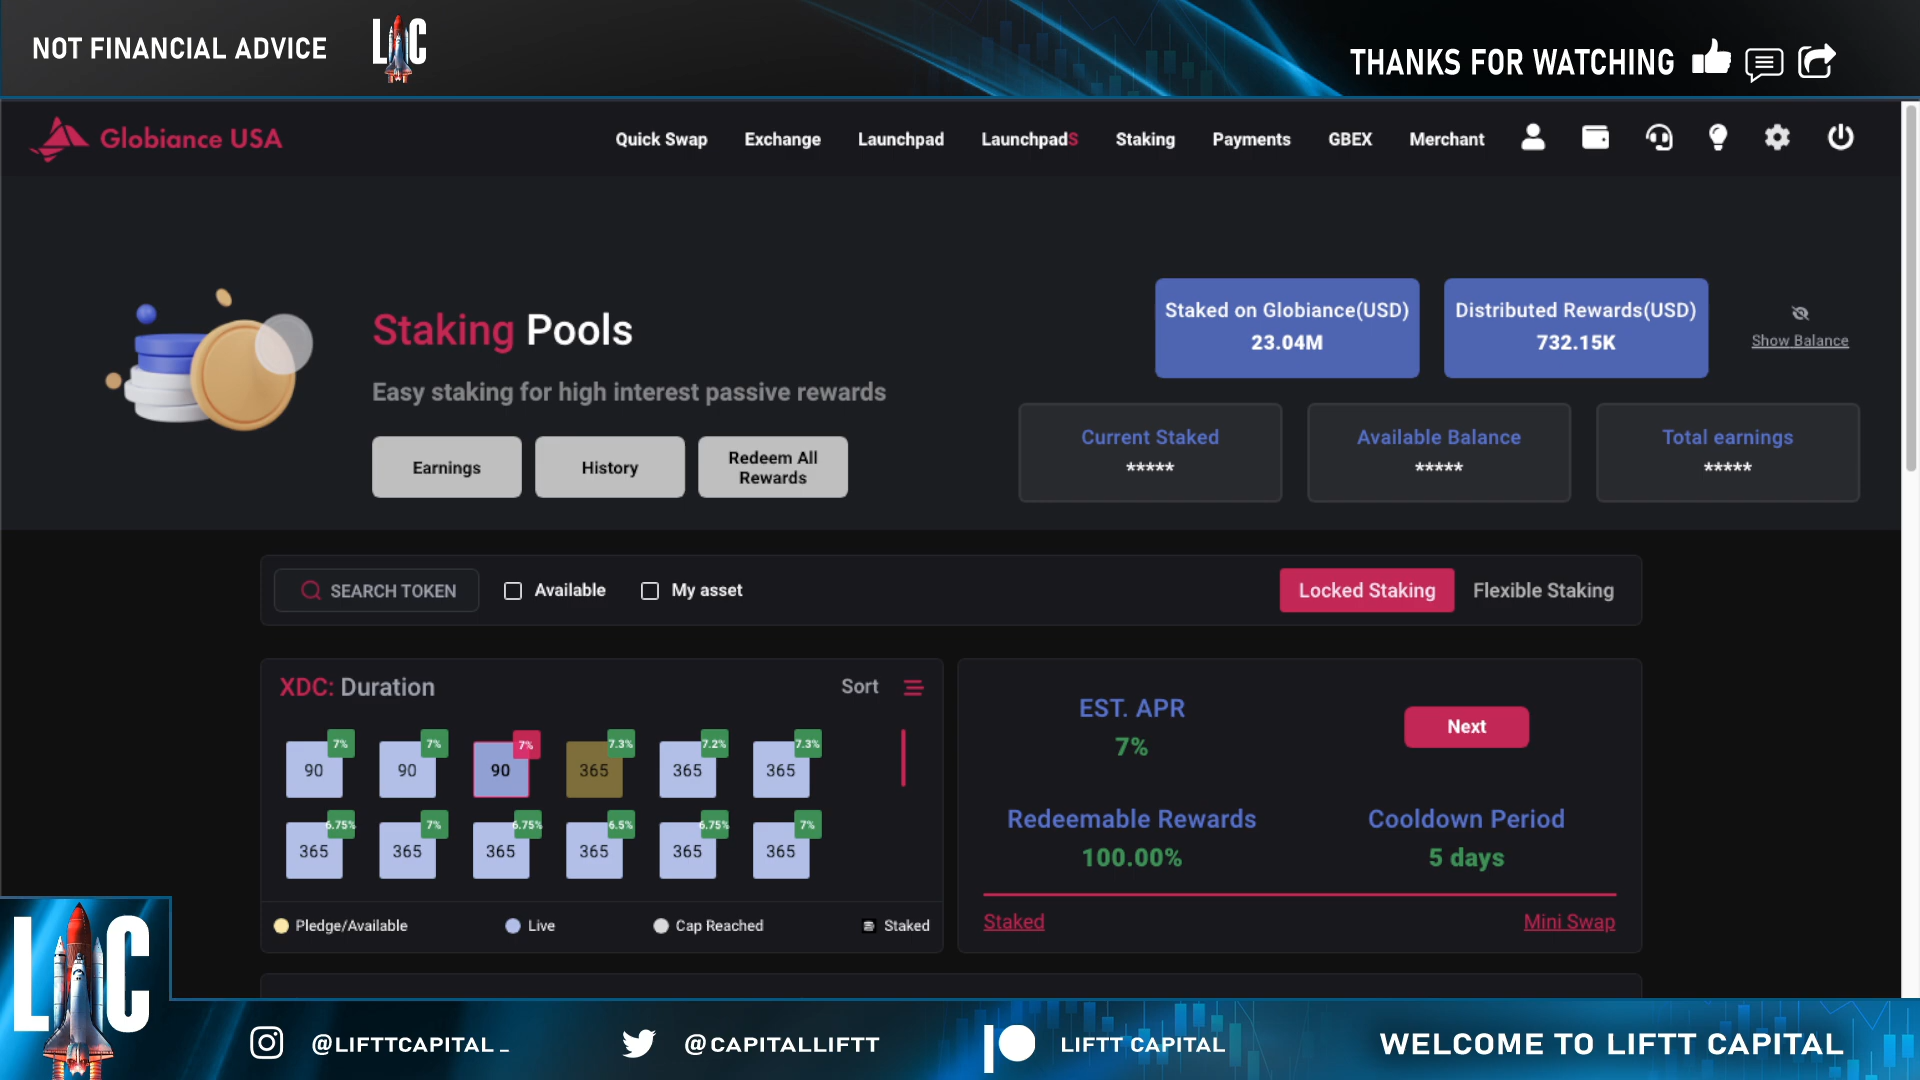 NOT FINANCIAL ADVICE
L C
THANKS FOR WATCHING
Globiance USA
Quick Swap Exchange Launchpad LaunchpadS Staking Payments GBEX Merchant
Staking Pools
Easy staking for high interest passive rewards
Earnings History Redeem All Rewards
Staked on Globiance(USD)
23.04M
Distributed Rewards(USD)
732.15K
Show Balance
Current Staked
*****
Available Balance
*****
Total earnings
*****
SEARCH TOKEN Available My asset Locked Staking Flexible Staking
XDC: Duration Sort
7% 7% 7% 7.3% 7.2% 7.3%
90 90 90 365 365 365
6.75% 7% 6.75% 6.5% 6.75% 7%
365 365 365 365 365 365
Pledge/Available Live Cap Reached Staked
EST. APR
7%
Next
Redeemable Rewards
100.00%
Cooldown Period
5 days
Staked Mini Swap
L C
@LIFTTCAPITAL_ @CAPITALLIFTT LIFTT CAPITAL WELCOME TO LIFTT CAPITAL